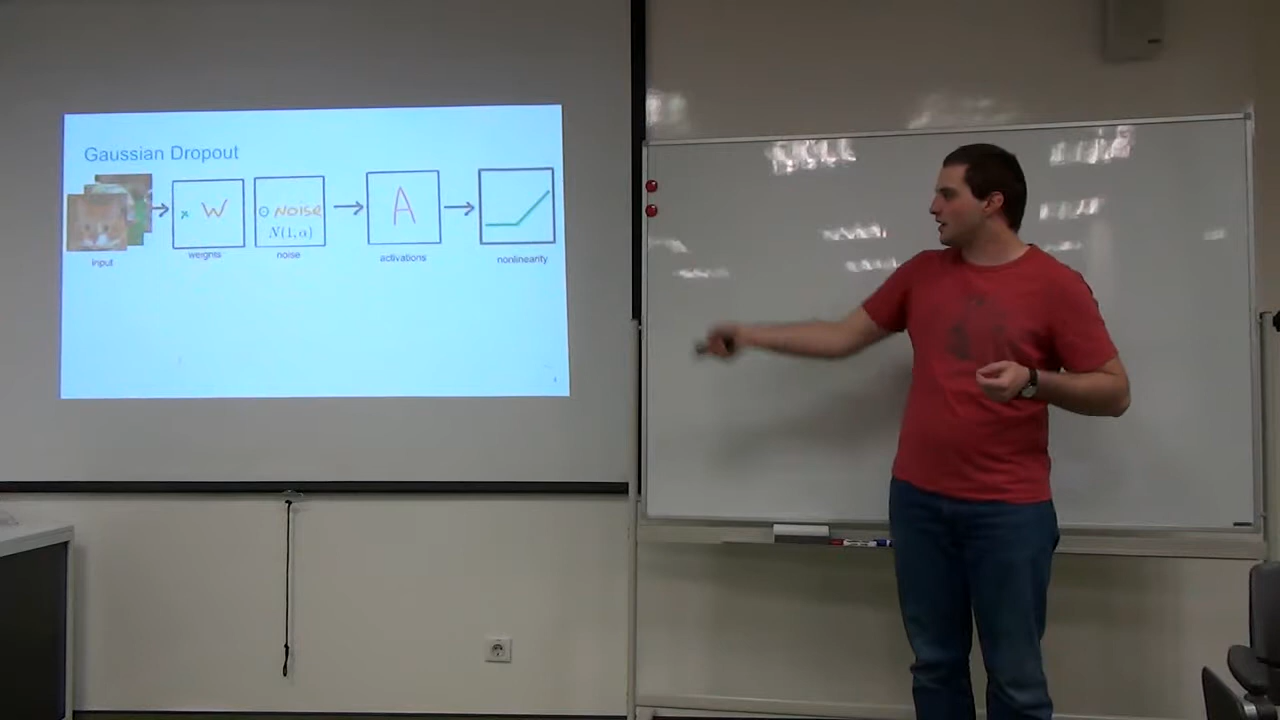 Gaussian Dropout
× W
⊙ NOISE
N(1,α)
A
input
weights
noise
activations
nonlinearity